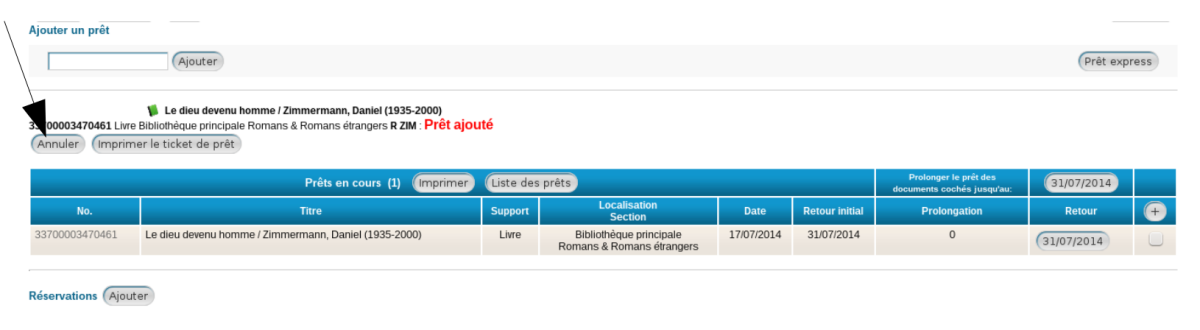 Ajouter un prêt
Ajouter
Prêt express
Le dieu devenu homme / Zimmermann, Daniel (1935-2000)
33700003470461 Livre Bibliothèque principale Romans & Romans étrangers R ZIM : Prêt ajouté
Annuler Imprimer le ticket de prêt
Prêts en cours (1) Imprimer Liste des prêts Prolonger le prêt des documents cochés jusqu'au: 31/07/2014
No. Titre Support Localisation Section Date Retour initial Prolongation Retour +
33700003470461 Le dieu devenu homme / Zimmermann, Daniel (1935-2000) Livre Bibliothèque principale Romans & Romans étrangers 17/07/2014 31/07/2014 0 31/07/2014
Réservations Ajouter